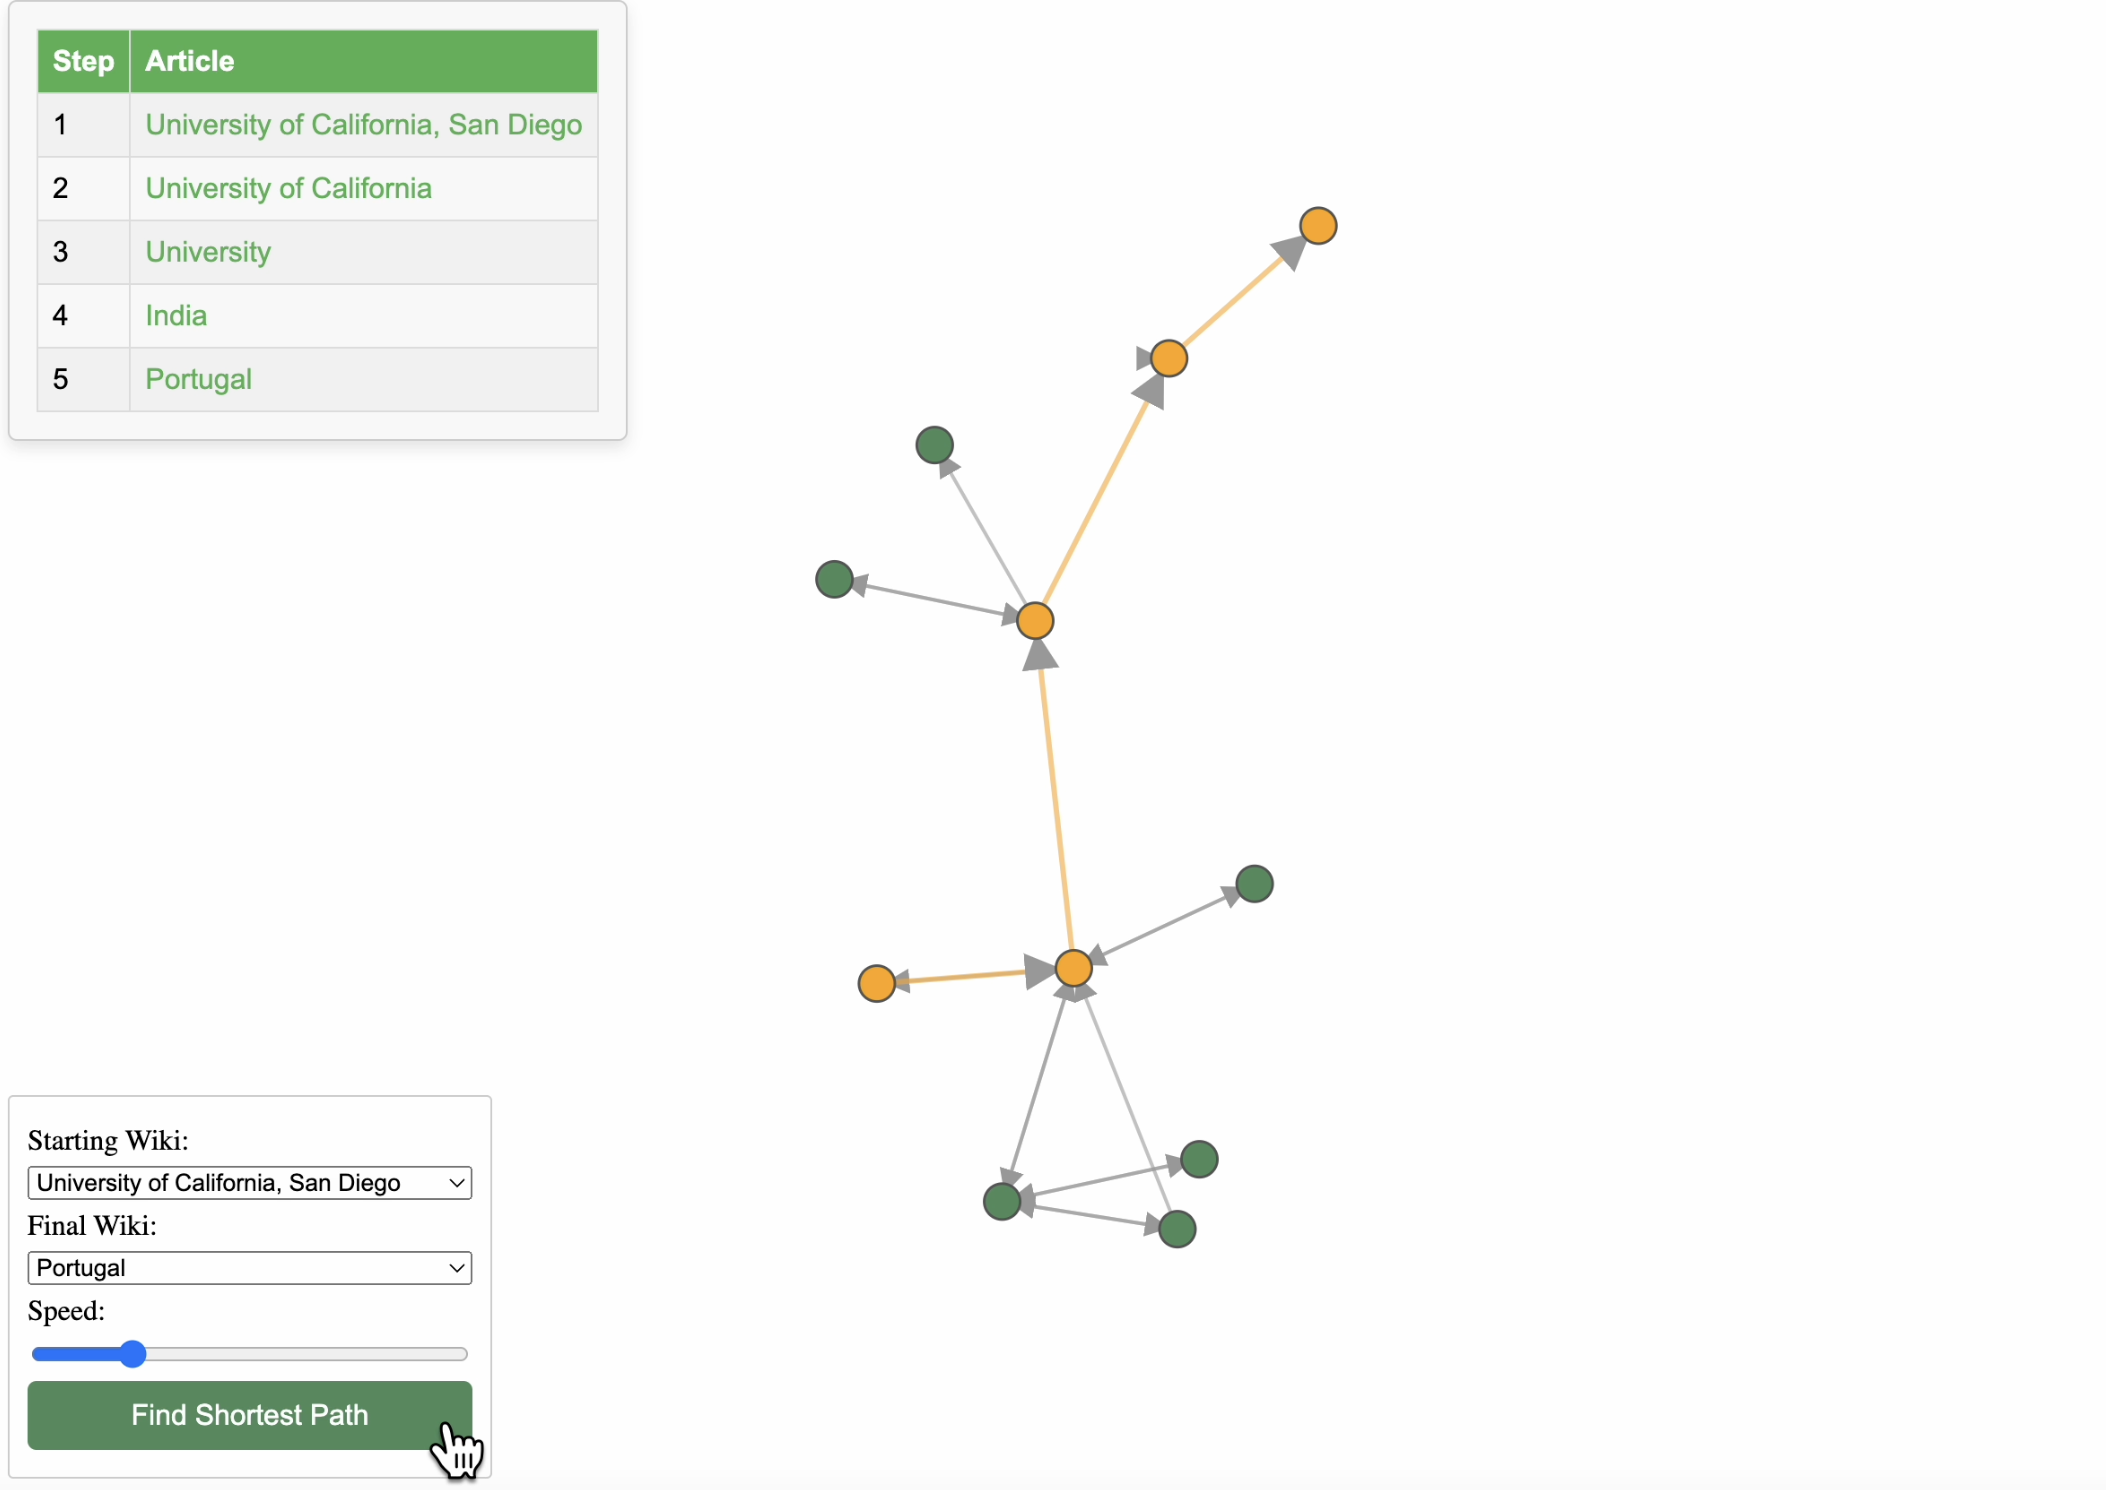 Step Article
1 University of California, San Diego
2 University of California
3 University
4 India
5 Portugal
Starting Wiki:
University of California, San Diego
Final Wiki:
Portugal
Speed:
Find Shortest Path